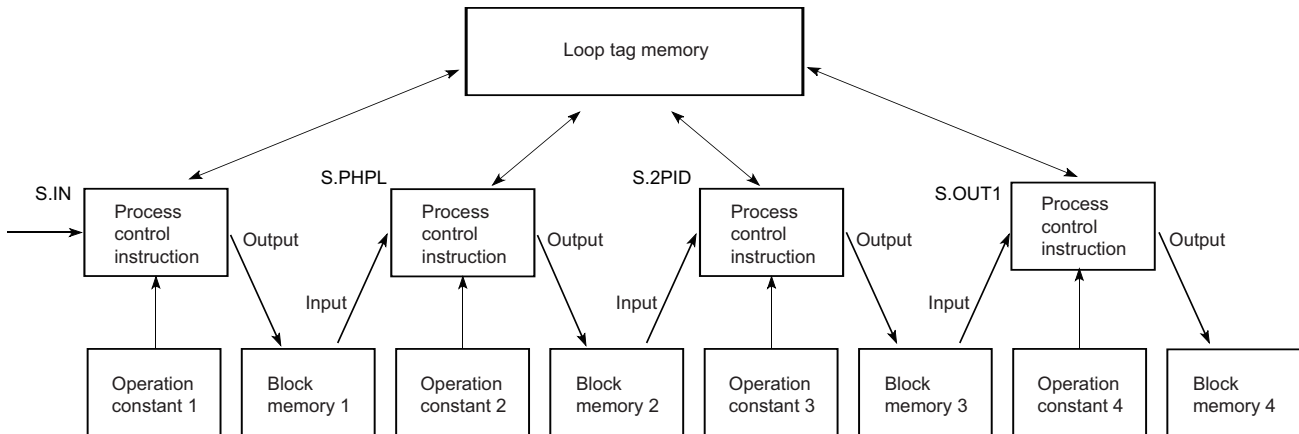 Loop tag memory
S.IN
Process
control
instruction
Output
S.PHPL
Process
control
instruction
Output
S.2PID
Process
control
instruction
Output
S.OUT1
Process
control
instruction
Output
Input
Input
Input
Operation
constant 1
Block
memory 1
Operation
constant 2
Block
memory 2
Operation
constant 3
Block
memory 3
Operation
constant 4
Block
memory 4